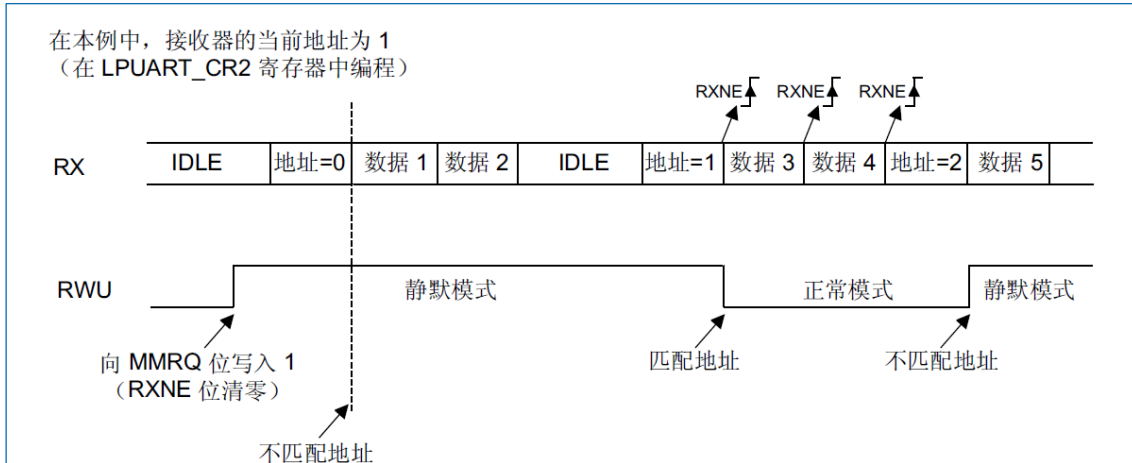 在本例中，接收器的当前地址为 1
（在 LPUART_CR2 寄存器中编程）
RXNE RXNE RXNE
RX IDLE 地址=0 数据 1 数据 2 IDLE 地址=1 数据 3 数据 4 地址=2 数据 5
RWU 静默模式 正常模式 静默模式
向 MMRQ 位写入 1 匹配地址 不匹配地址
（RXNE 位清零）
不匹配地址